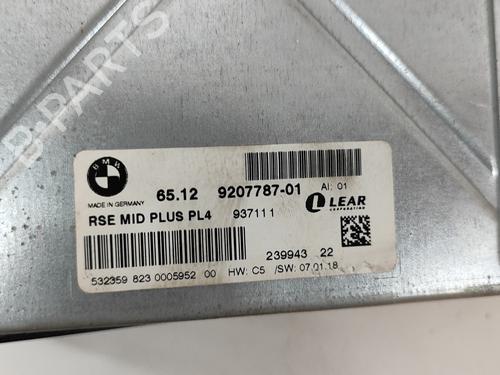 B-PARTS
BMW
MADE IN GERMANY
65.12 9207787-01 AI: 01
RSE MID PLUS PL4 937111
LEAR
CORPORATION
239943 22
532359 823 0005952 00 HW: C5 /SW: 07.01.18